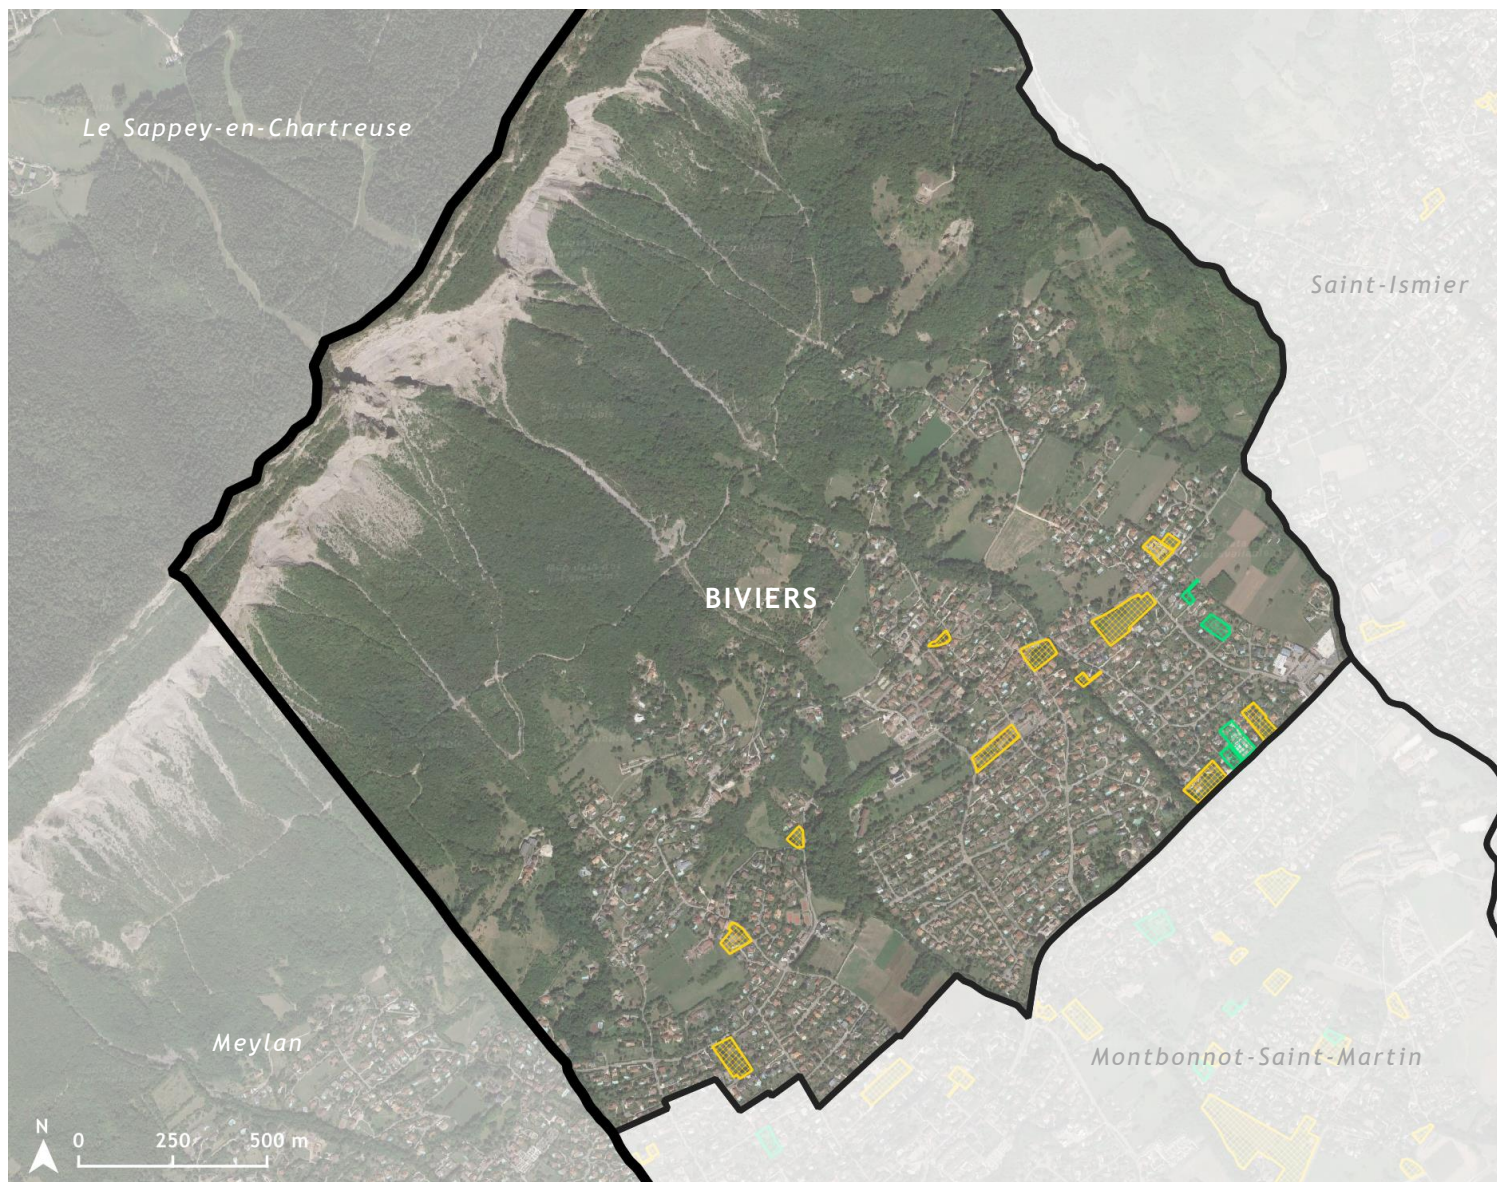 Le Sappey-en-Chartreuse
Saint-Ismier
BIVIERS
Meylan
Montbonnot-Saint-Martin
N
0 250 500 m